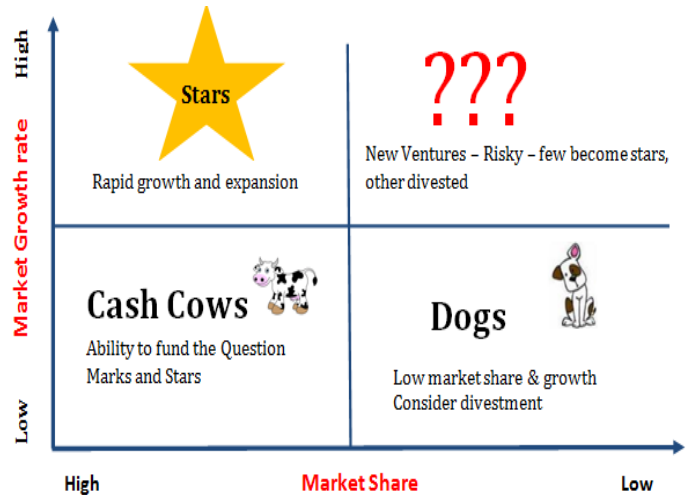 High
Market Growth rate
Low
Stars
Rapid growth and expansion
???
New Ventures – Risky – few become stars,
other divested
Cash Cows
Ability to fund the Question
Marks and Stars
Dogs
Low market share & growth
Consider divestment
High
Market Share
Low